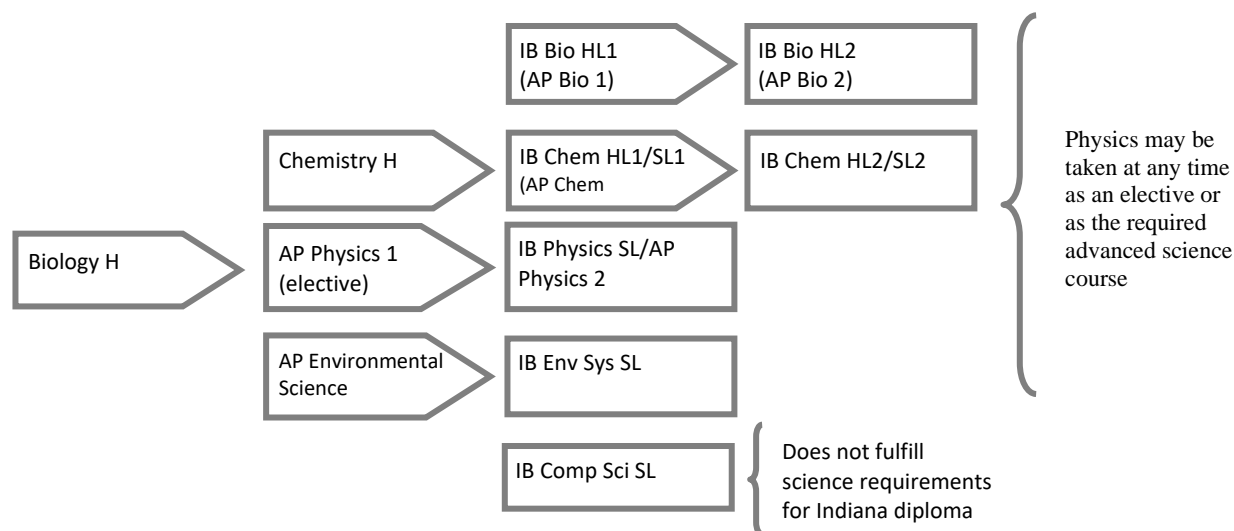 IB Bio HL1
(AP Bio 1)
IB Bio HL2
(AP Bio 2)
Chemistry H
IB Chem HL1/SL1
(AP Chem
IB Chem HL2/SL2
Biology H
AP Physics 1
(elective)
IB Physics SL/AP
Physics 2
AP Environmental
Science
IB Env Sys SL
IB Comp Sci SL
Physics may be
taken at any time
as an elective or
as the required
advanced science
course
Does not fulfill
science requirements
for Indiana diploma